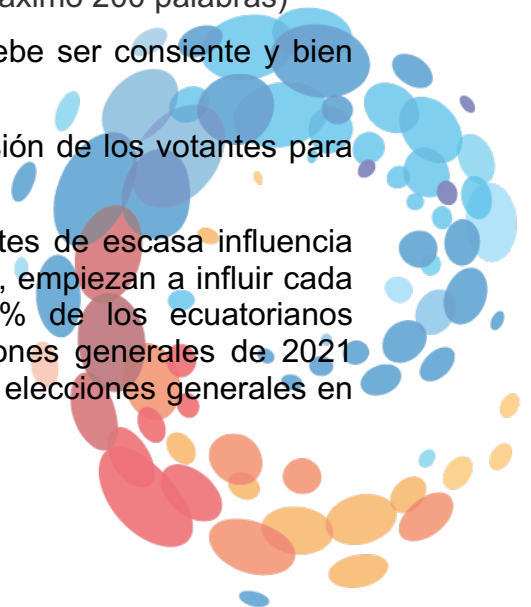 áximo 200 palabras)
ebe ser consiente y bien
sión de los votantes para
tes de escasa influencia
, empiezan a influir cada
% de los ecuatorianos
ones generales de 2021
elecciones generales en